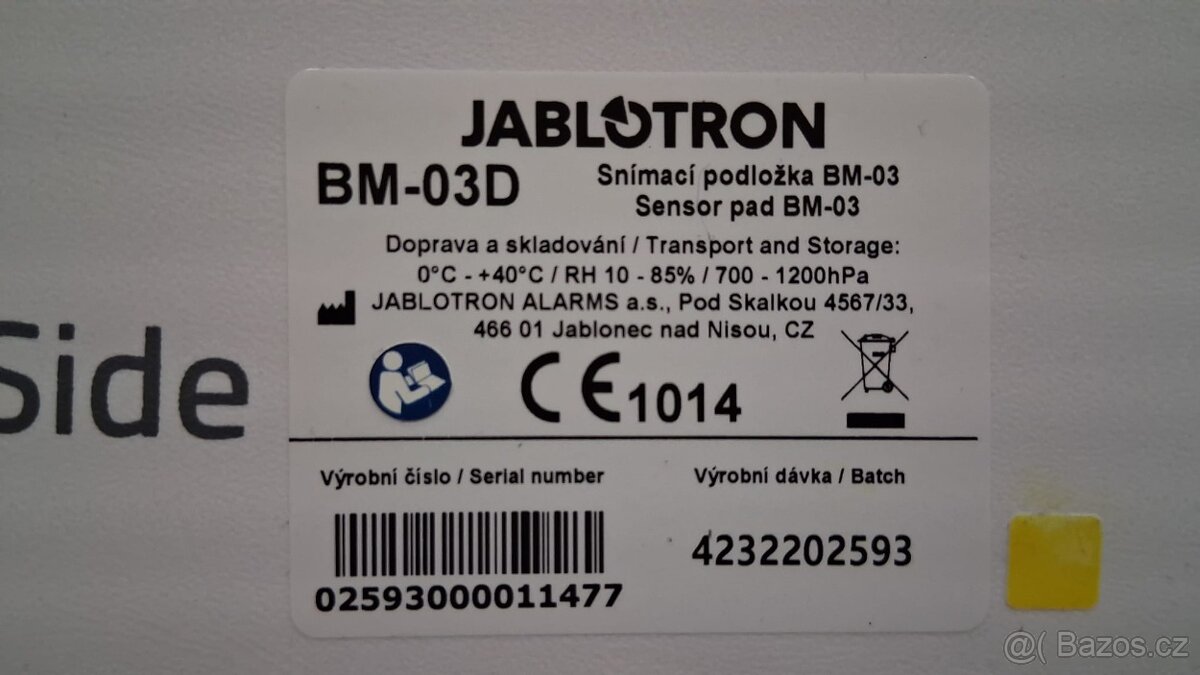 JABLOTRON
BM-03D
Snímací podložka BM-03
Sensor pad BM-03
Doprava a skladování / Transport and Storage:
0°C - +40°C / RH 10 - 85% / 700 - 1200hPa
JABLOTRON ALARMS a.s., Pod Skalkou 4567/33,
466 01 Jablonec nad Nisou, CZ
Side
CE 1014
Výrobní číslo / Serial number
Výrobní dávka / Batch
02593000011477
4232202593
@( Bazos.cz